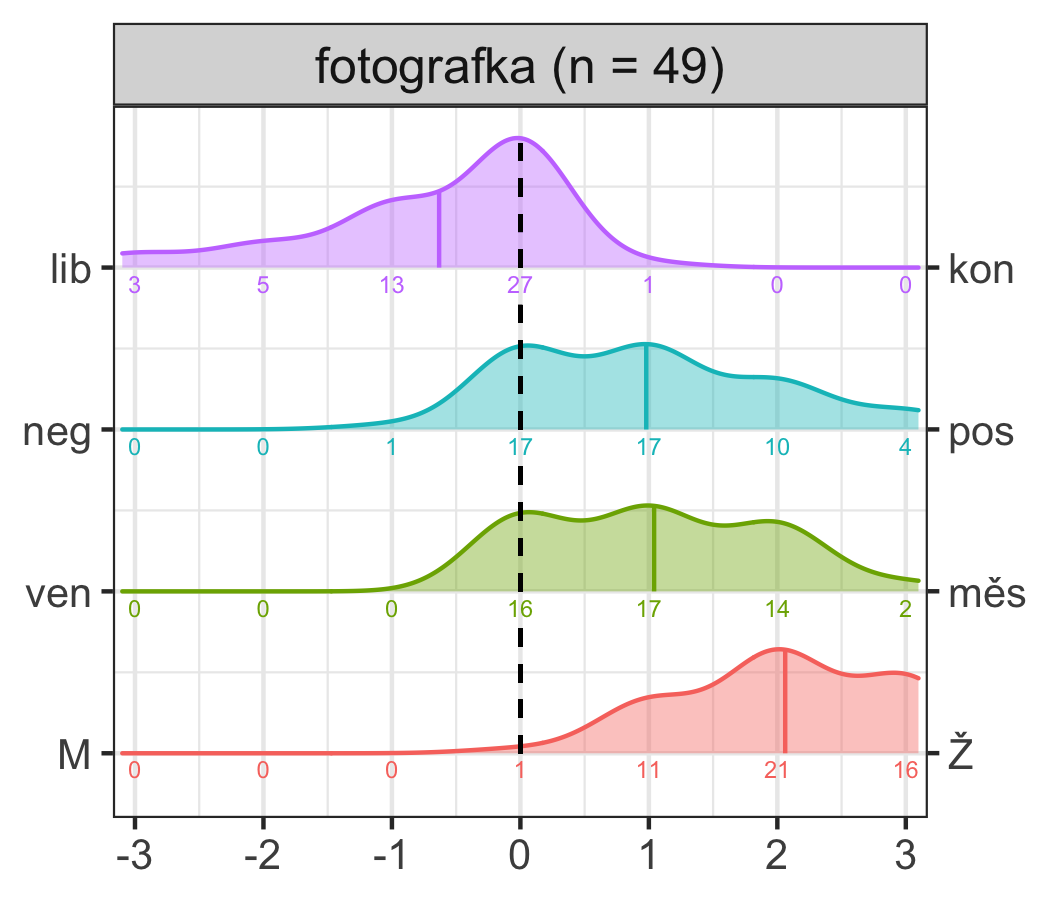 fotografka (n = 49)
lib kon
3 5 13 27 1 0 0
neg pos
0 0 1 17 17 10 4
ven měs
0 0 0 16 17 14 2
M Ž
0 0 0 1 11 21 16
-3 -2 -1 0 1 2 3